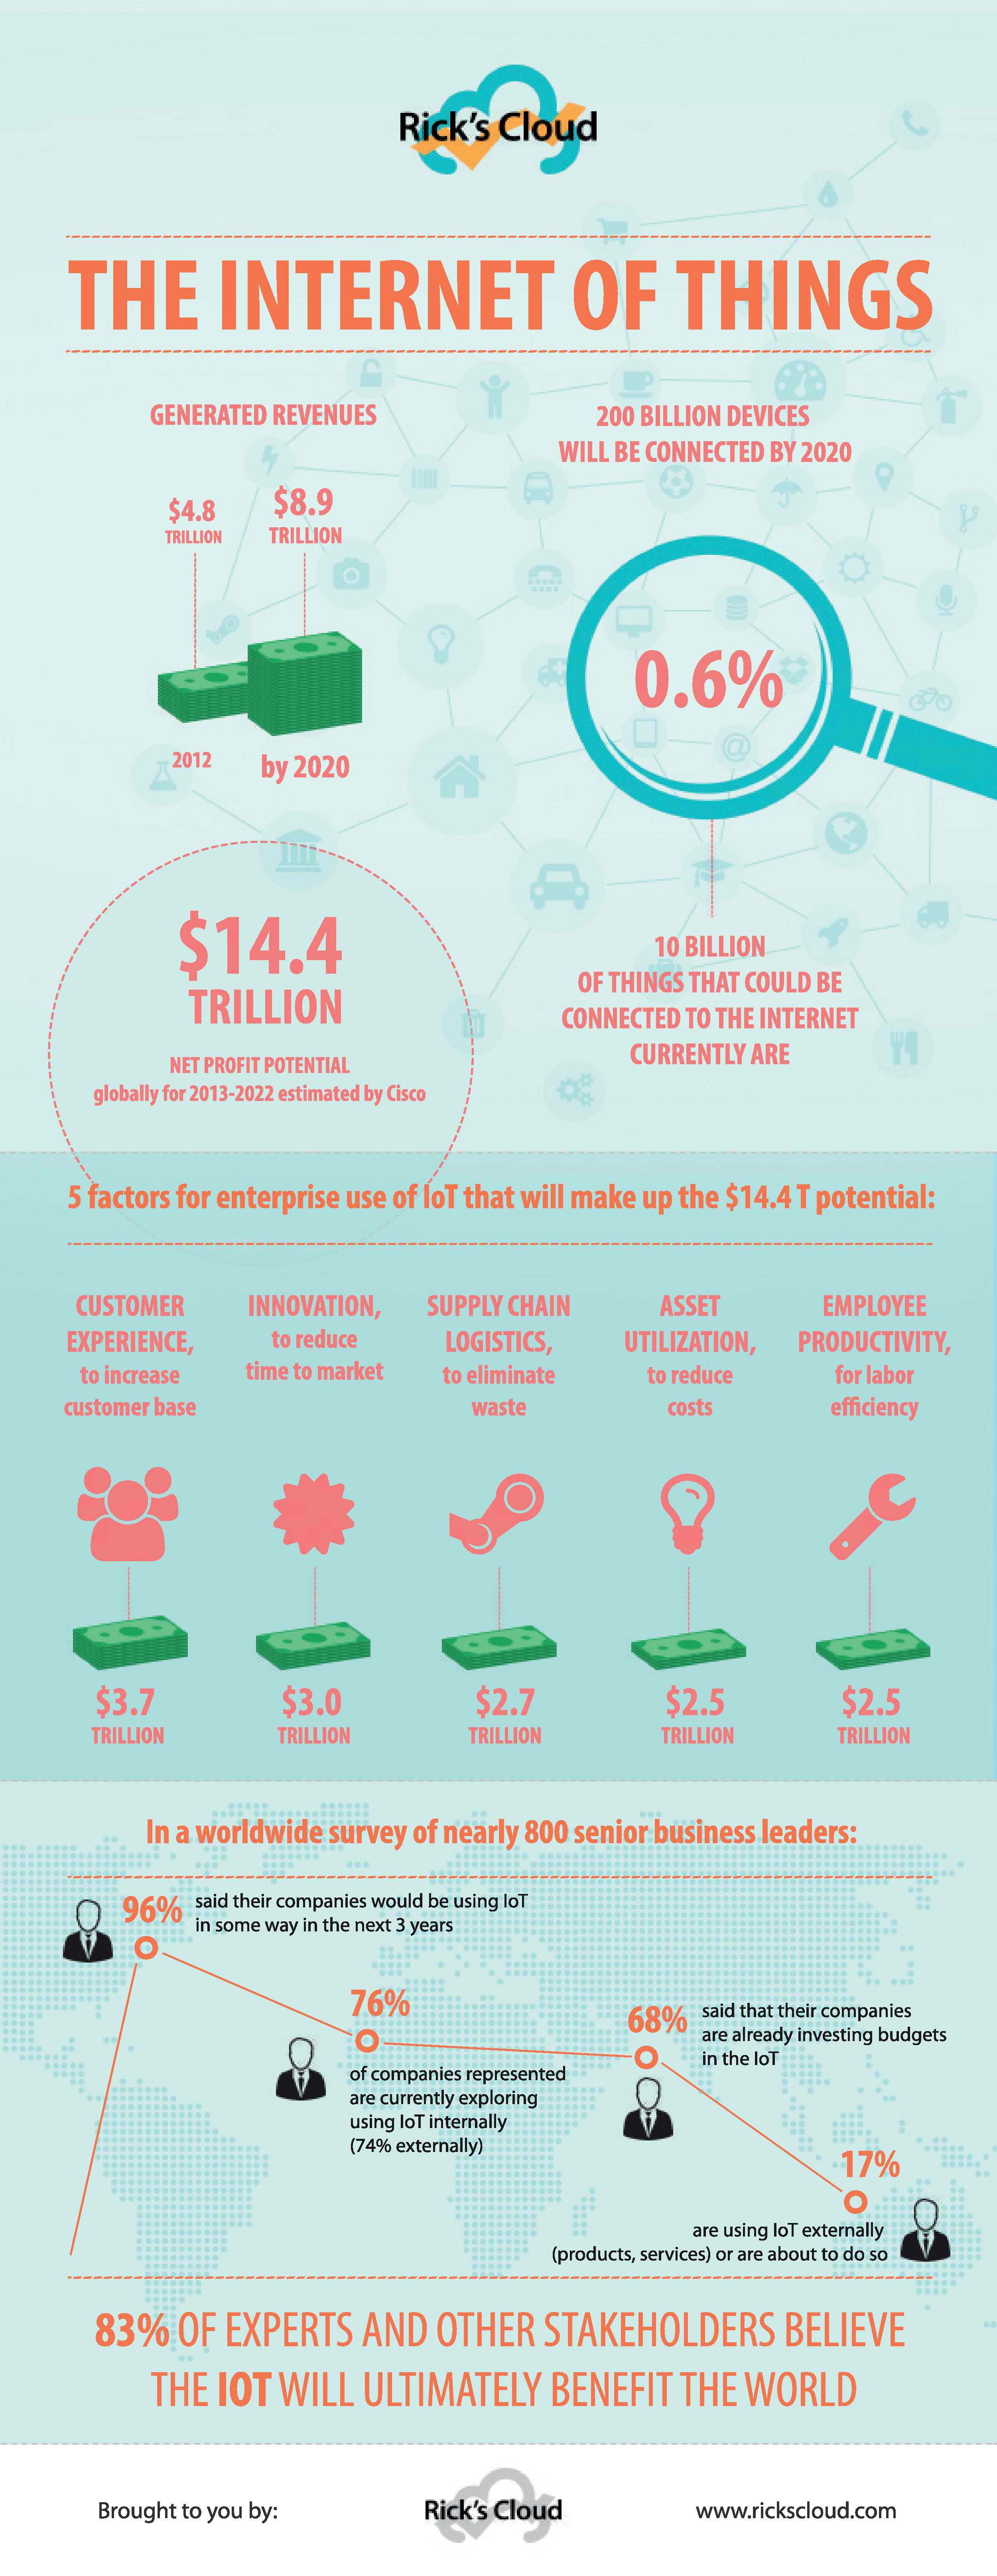 Rick's Cloud
THE INTERNET OF THINGS
GENERATED REVENUES
$4.8
TRILLION
$8.9
TRILLION
2012
by 2020
200 BILLION DEVICES
WILL BE CONNECTED BY 2020
0.6%
10 BILLION
OF THINGS THAT COULD BE
CONNECTED TO THE INTERNET
CURRENTLY ARE
$14.4
TRILLION
NET PROFIT POTENTIAL
globally for 2013-2022 estimated by Cisco
5 factors for enterprise use of IoT that will make up the $14.4 T potential:
CUSTOMER
EXPERIENCE,
to increase
customer base
$3.7
TRILLION
INNOVATION,
to reduce
time to market
$3.0
TRILLION
SUPPLY CHAIN
LOGISTICS,
to eliminate
waste
$2.7
TRILLION
ASSET
UTILIZATION,
to reduce
costs
$2.5
TRILLION
EMPLOYEE
PRODUCTIVITY,
for labor
efficiency
$2.5
TRILLION
In a worldwide survey of nearly 800 senior business leaders:
96%
said their companies would be using IoT
in some way in the next 3 years
76%
of companies represented
are currently exploring
using IoT internally
(74% externally)
68%
said that their companies
are already investing budgets
in the IoT
17%
are using IoT externally
(products, services) or are about to do so
83% OF EXPERTS AND OTHER STAKEHOLDERS BELIEVE
THE IOT WILL ULTIMATELY BENEFIT THE WORLD
Brought to you by:
Rick's Cloud
www.rickscloud.com